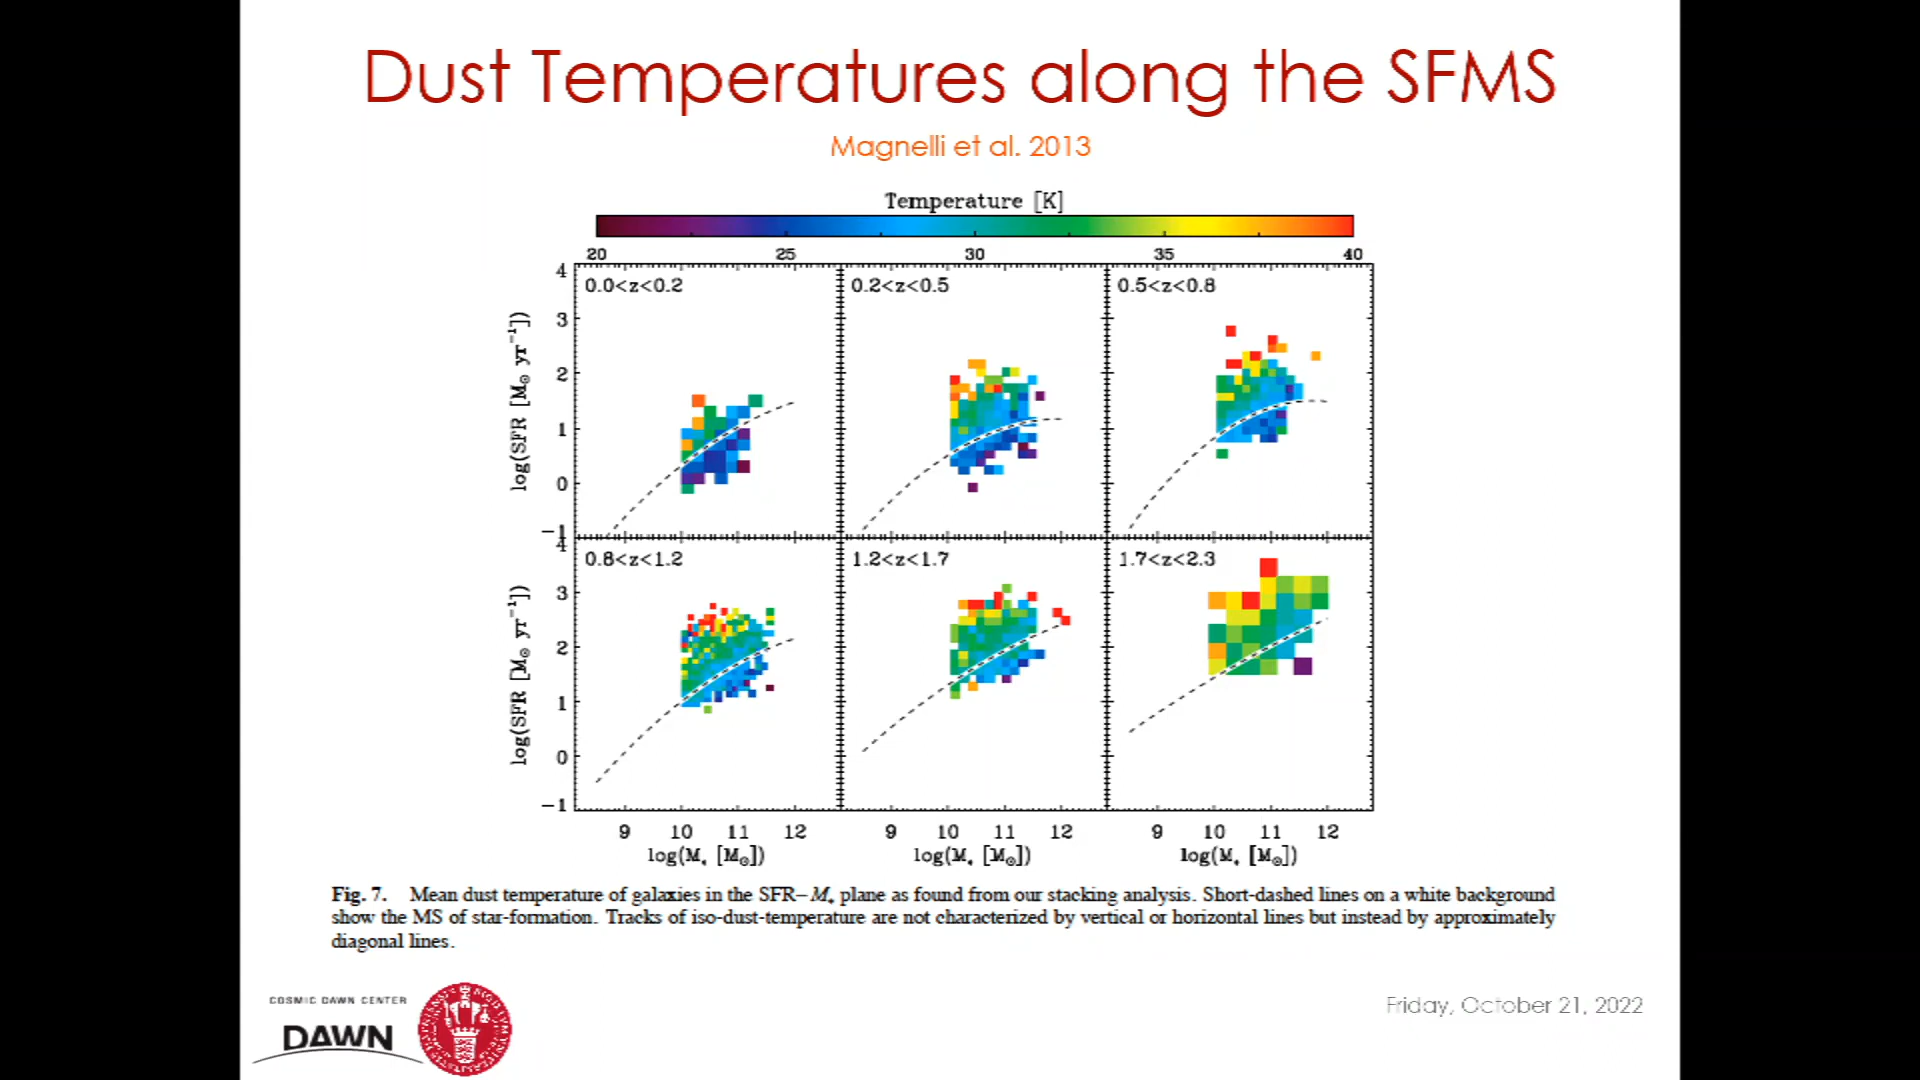 Dust Temperatures along the SFMS
Magnelli et al. 2013
Temperature [K]
20 25 30 35 40
0.0<z<0.2 0.2<z<0.5 0.5<z<0.8
4
3
2
1
0
−1
log(SFR [M⊙ yr⁻¹])
0.8<z<1.2 1.2<z<1.7 1.7<z<2.3
4
3
2
1
0
−1
log(SFR [M⊙ yr⁻¹])
9 10 11 12 9 10 11 12 9 10 11 12
log(M* [M⊙]) log(M* [M⊙]) log(M* [M⊙])
Fig. 7. Mean dust temperature of galaxies in the SFR−M* plane as found from our stacking analysis. Short-dashed lines on a white background
show the MS of star-formation. Tracks of iso-dust-temperature are not characterized by vertical or horizontal lines but instead by approximately
diagonal lines.
COSMIC DAWN CENTER
DAWN
Friday, October 21, 2022